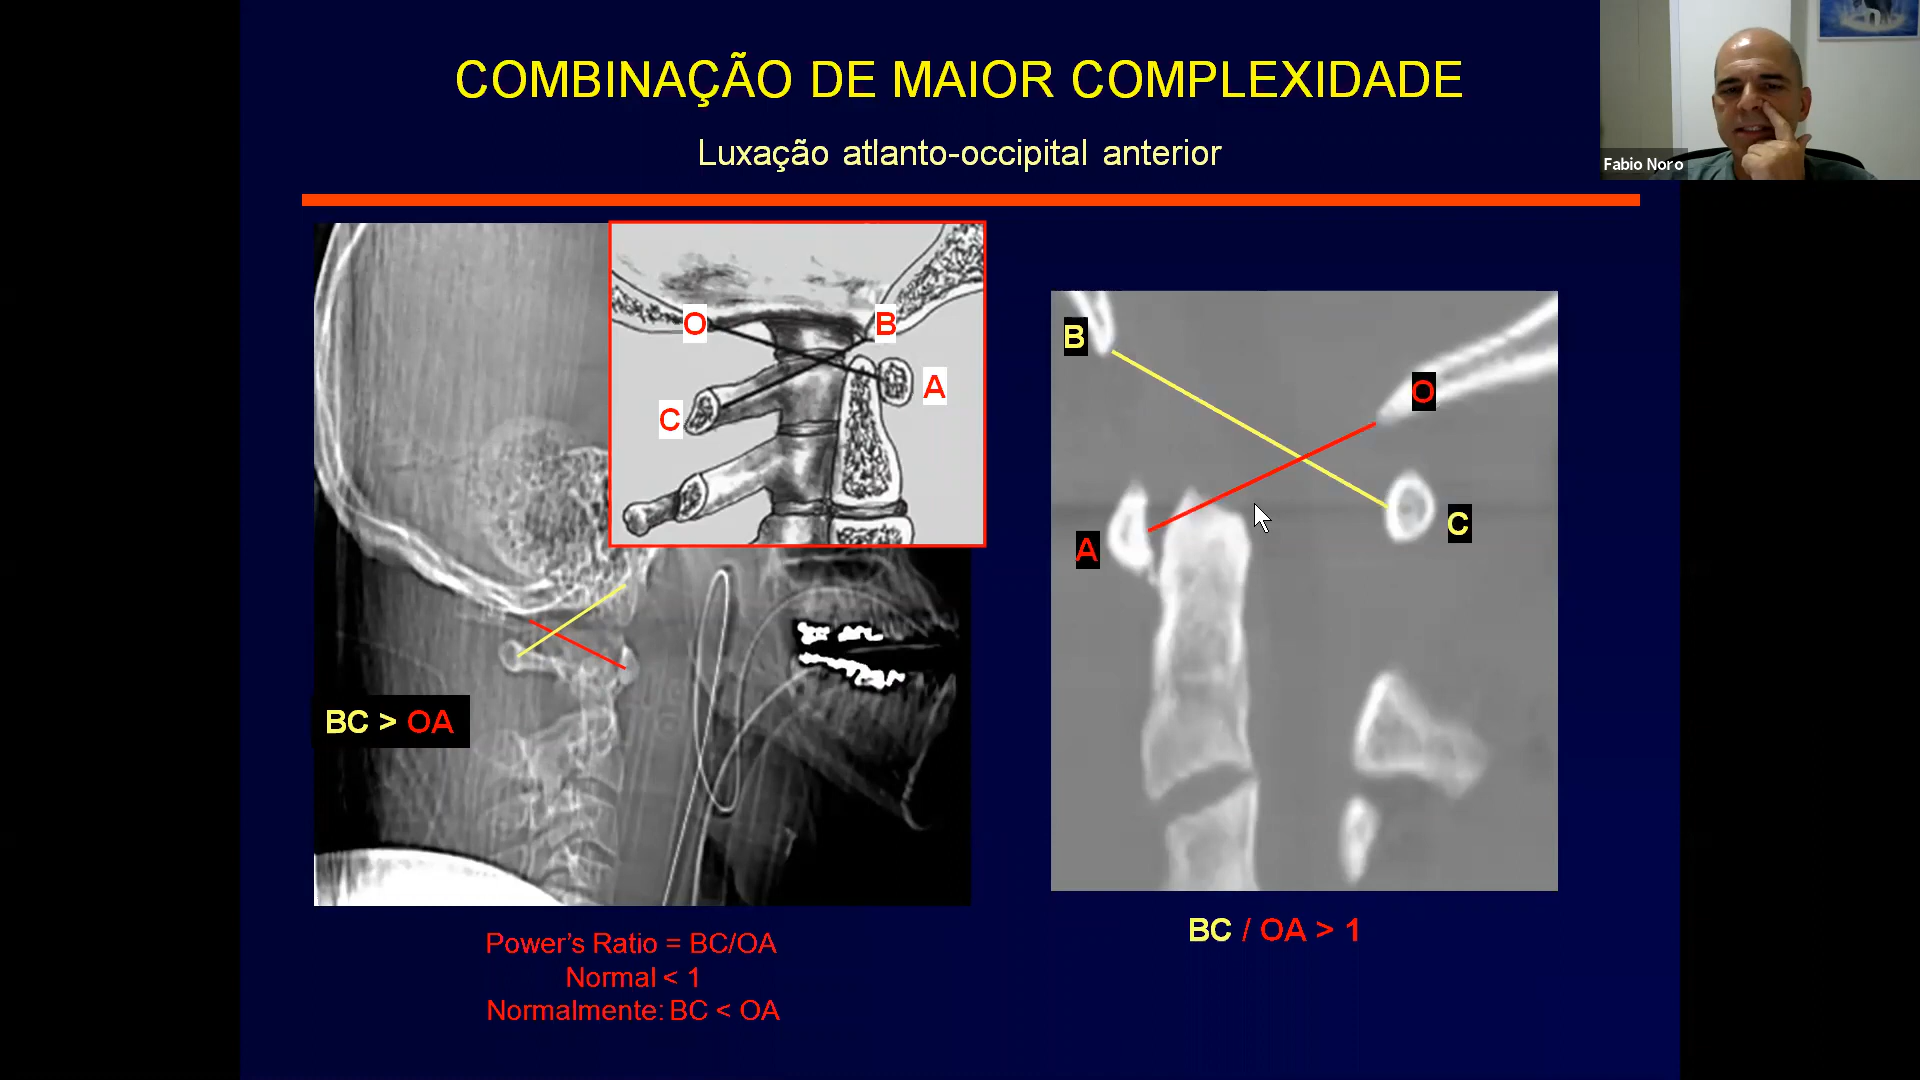 COMBINAÇÃO DE MAIOR COMPLEXIDADE
Luxação atlanto-occipital anterior
Fabio Noro
O
B
A
C
BC > OA
B
O
A
C
Power's Ratio = BC/OA
Normal < 1
Normalmente: BC < OA
BC / OA > 1